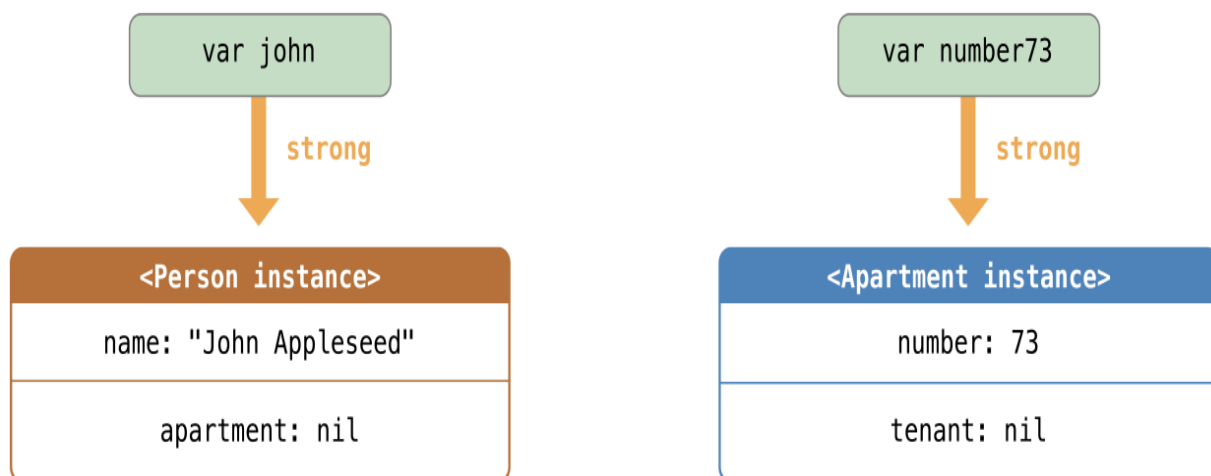 var john
strong
<Person instance>
name: "John Appleseed"
apartment: nil
var number73
strong
<Apartment instance>
number: 73
tenant: nil